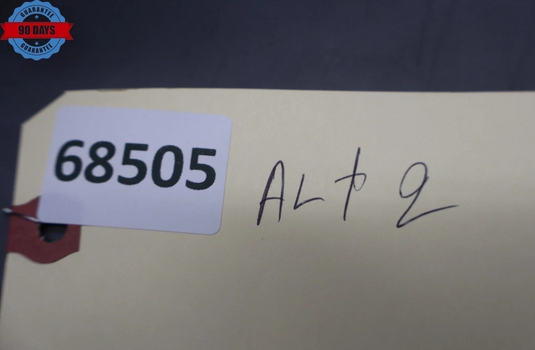 GUARANTEE
90 DAYS
GUARANTEE
68505
ALT 2